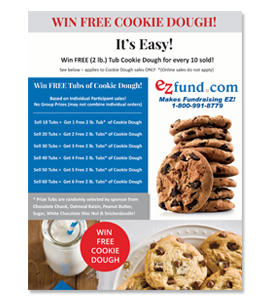 WIN FREE COOKIE DOUGH!
It's Easy!
Win FREE (2 lb.) Tub Cookie Dough for every 10 sold!
See below - applies to Cookie Dough sales ONLY *(Online sales do not apply)
WIN FREE Tubs of Cookie Dough!
Based on Individual Participant sales!
No Group Prizes (may not combine individual orders)
Sell 10 Tubs • Get 1 Free 2 lb. Tub* of Cookie Dough
Sell 20 Tubs • Get 2 Free 2 lb. Tubs* of Cookie Dough
Sell 30 Tubs • Get 3 Free 2 lb. Tubs* of Cookie Dough
Sell 40 Tubs • Get 4 Free 2 lb. Tubs* of Cookie Dough
Sell 50 Tubs • Get 5 Free 2 lb. Tubs* of Cookie Dough
Sell 60 Tubs • Get 6 Free 2 lb. Tubs* of Cookie Dough
* Prize Tubs are randomly selected by sponsor from
Chocolate Chunk, Oatmeal Raisin, Peanut Butter,
Sugar, White Chocolate Mac Nut & Snickerdoodle!
ezfund.com
Makes Fundraising EZ!
1-800-991-8779
WIN
FREE
COOKIE
DOUGH